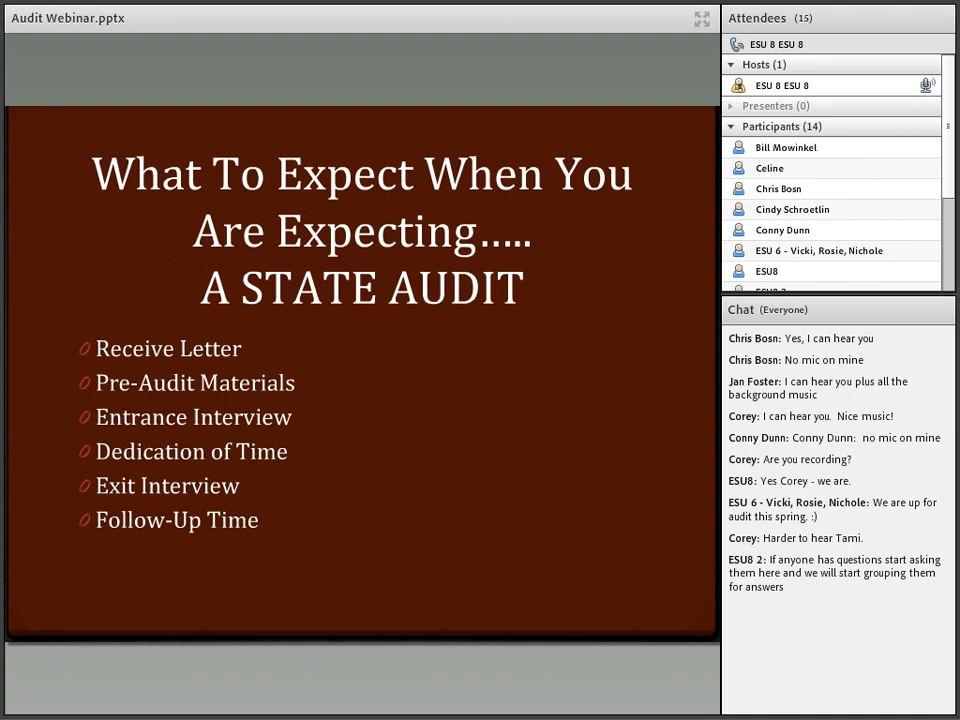 Audit Webinar.pptx
What To Expect When You
Are Expecting.....
A STATE AUDIT
Receive Letter
Pre-Audit Materials
Entrance Interview
Dedication of Time
Exit Interview
Follow-Up Time
Attendees (15)
ESU 8 ESU 8
Hosts (1)
ESU 8 ESU 8
Presenters (0)
Participants (14)
Bill Mowinkel
Celine
Chris Bosn
Cindy Schroetlin
Conny Dunn
ESU 6 - Vicki, Rosie, Nichole
ESU8
Chat (Everyone)
Chris Bosn: Yes, I can hear you
Chris Bosn: No mic on mine
Jan Foster: I can hear you plus all the
background music
Corey: I can hear you. Nice music!
Conny Dunn: Conny Dunn: no mic on mine
Corey: Are you recording?
ESU8: Yes Corey - we are.
ESU 6 - Vicki, Rosie, Nichole: We are up for
audit this spring. :)
Corey: Harder to hear Tami.
ESU8 2: If anyone has questions start asking
them here and we will start grouping them
for answers